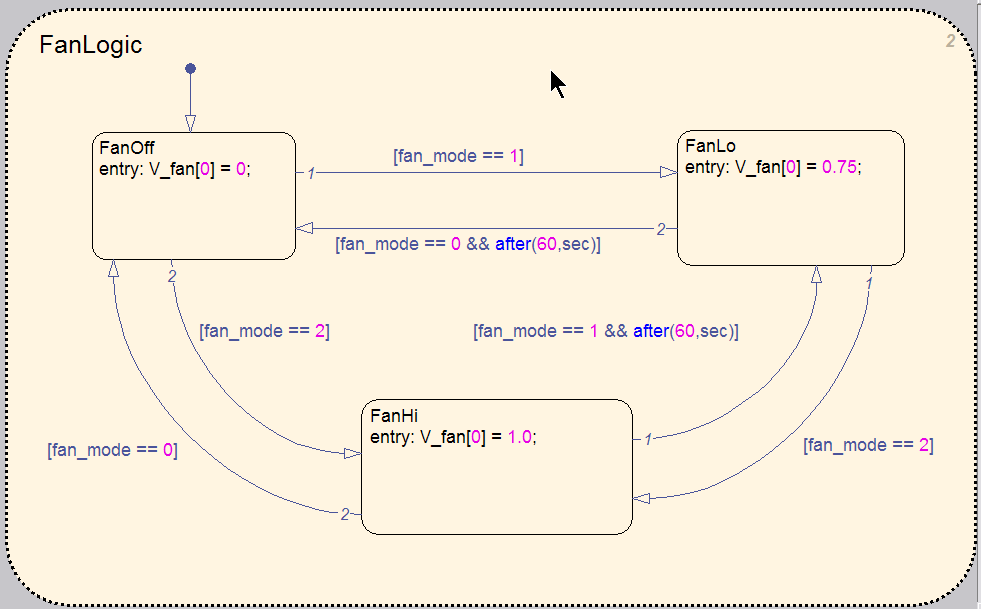 FanLogic
2
FanOff
entry: V_fan[0] = 0;
FanLo
entry: V_fan[0] = 0.75;
[fan_mode == 1]
1
2
[fan_mode == 0 && after(60,sec)]
2
1
[fan_mode == 2]
[fan_mode == 1 && after(60,sec)]
FanHi
entry: V_fan[0] = 1.0;
1
[fan_mode == 0]
[fan_mode == 2]
2